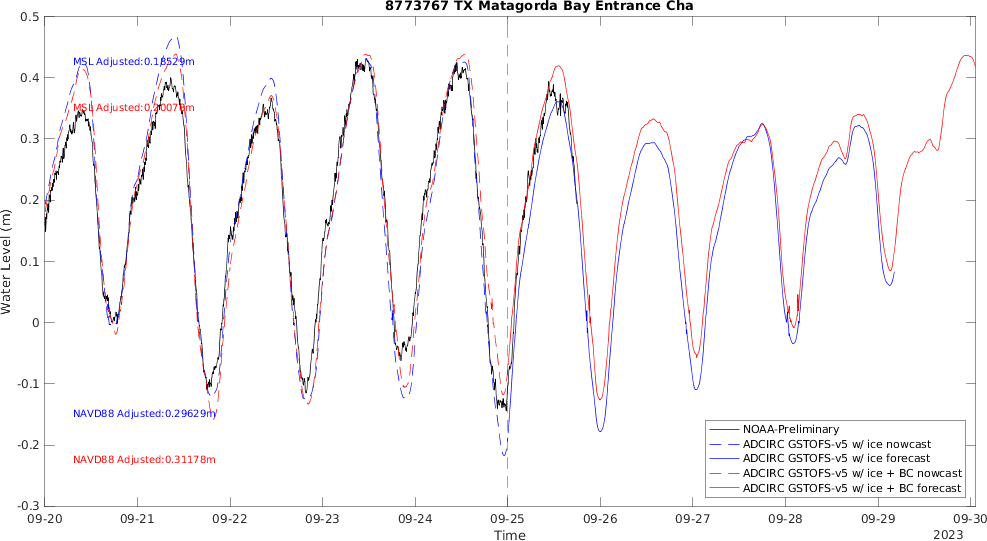 8773767 TX Matagorda Bay Entrance Cha
Water Level (m)
0.5
0.4
0.3
0.2
0.1
0
-0.1
-0.2
-0.3
MSL Adjusted:0.18529m
MSL Adjusted:0.20078m
NAVD88 Adjusted:0.29629m
NAVD88 Adjusted:0.31178m
NOAA-Preliminary
ADCIRC GSTOFS-v5 w/ ice nowcast
ADCIRC GSTOFS-v5 w/ ice forecast
ADCIRC GSTOFS-v5 w/ ice + BC nowcast
ADCIRC GSTOFS-v5 w/ ice + BC forecast
09-20 09-21 09-22 09-23 09-24 09-25 09-26 09-27 09-28 09-29 09-30
Time
2023